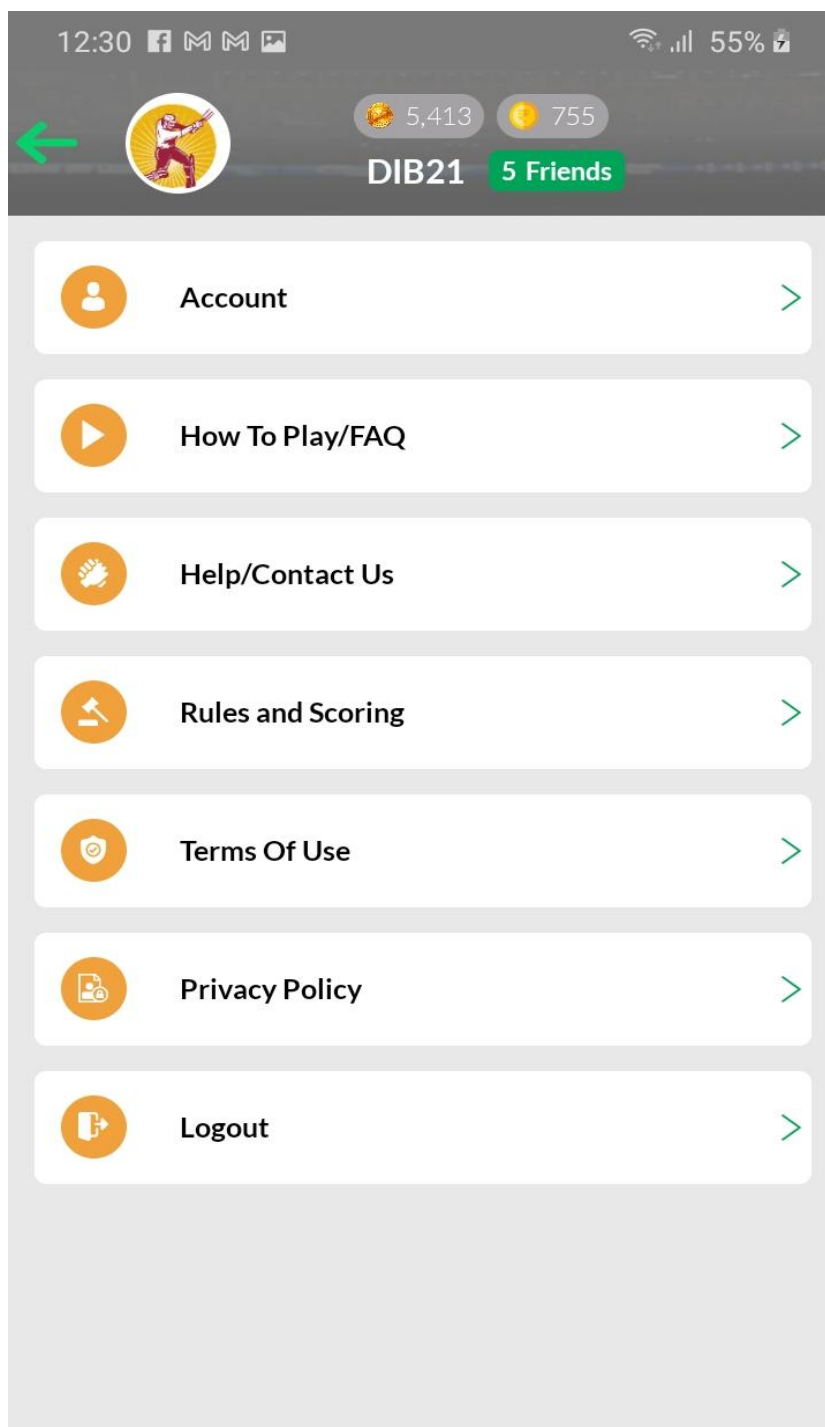 12:30 55%
5,413 755
DIB21 5 Friends
Account
How To Play/FAQ
Help/Contact Us
Rules and Scoring
Terms Of Use
Privacy Policy
Logout